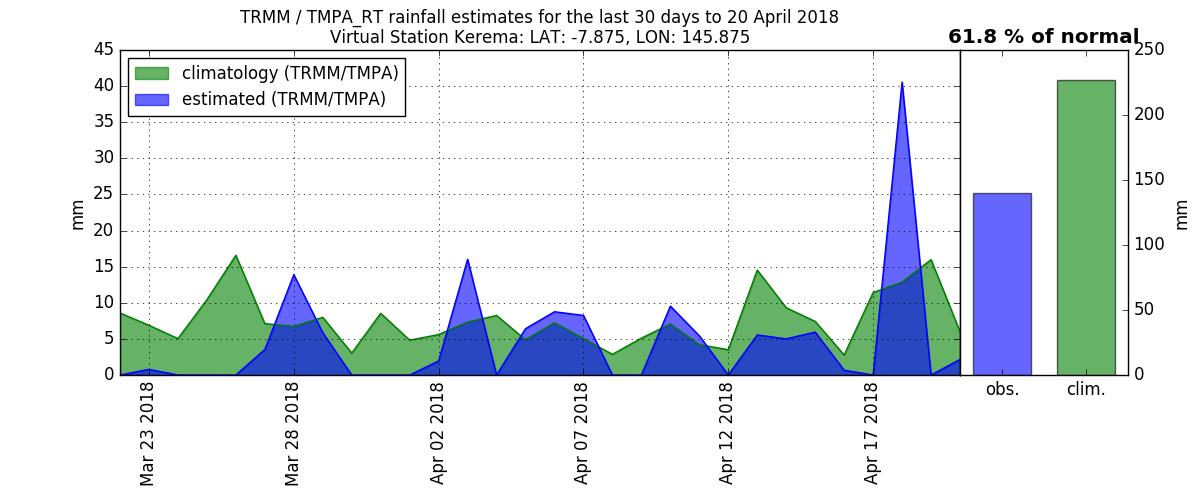 TRMM / TMPA_RT rainfall estimates for the last 30 days to 20 April 2018
Virtual Station Kerema: LAT: -7.875, LON: 145.875
61.8 % of normal
climatology (TRMM/TMPA)
estimated (TRMM/TMPA)
45
40
35
30
25
20
15
10
5
0
mm
Mar 23 2018
Mar 28 2018
Apr 02 2018
Apr 07 2018
Apr 12 2018
Apr 17 2018
250
200
150
100
50
0
mm
obs.
clim.